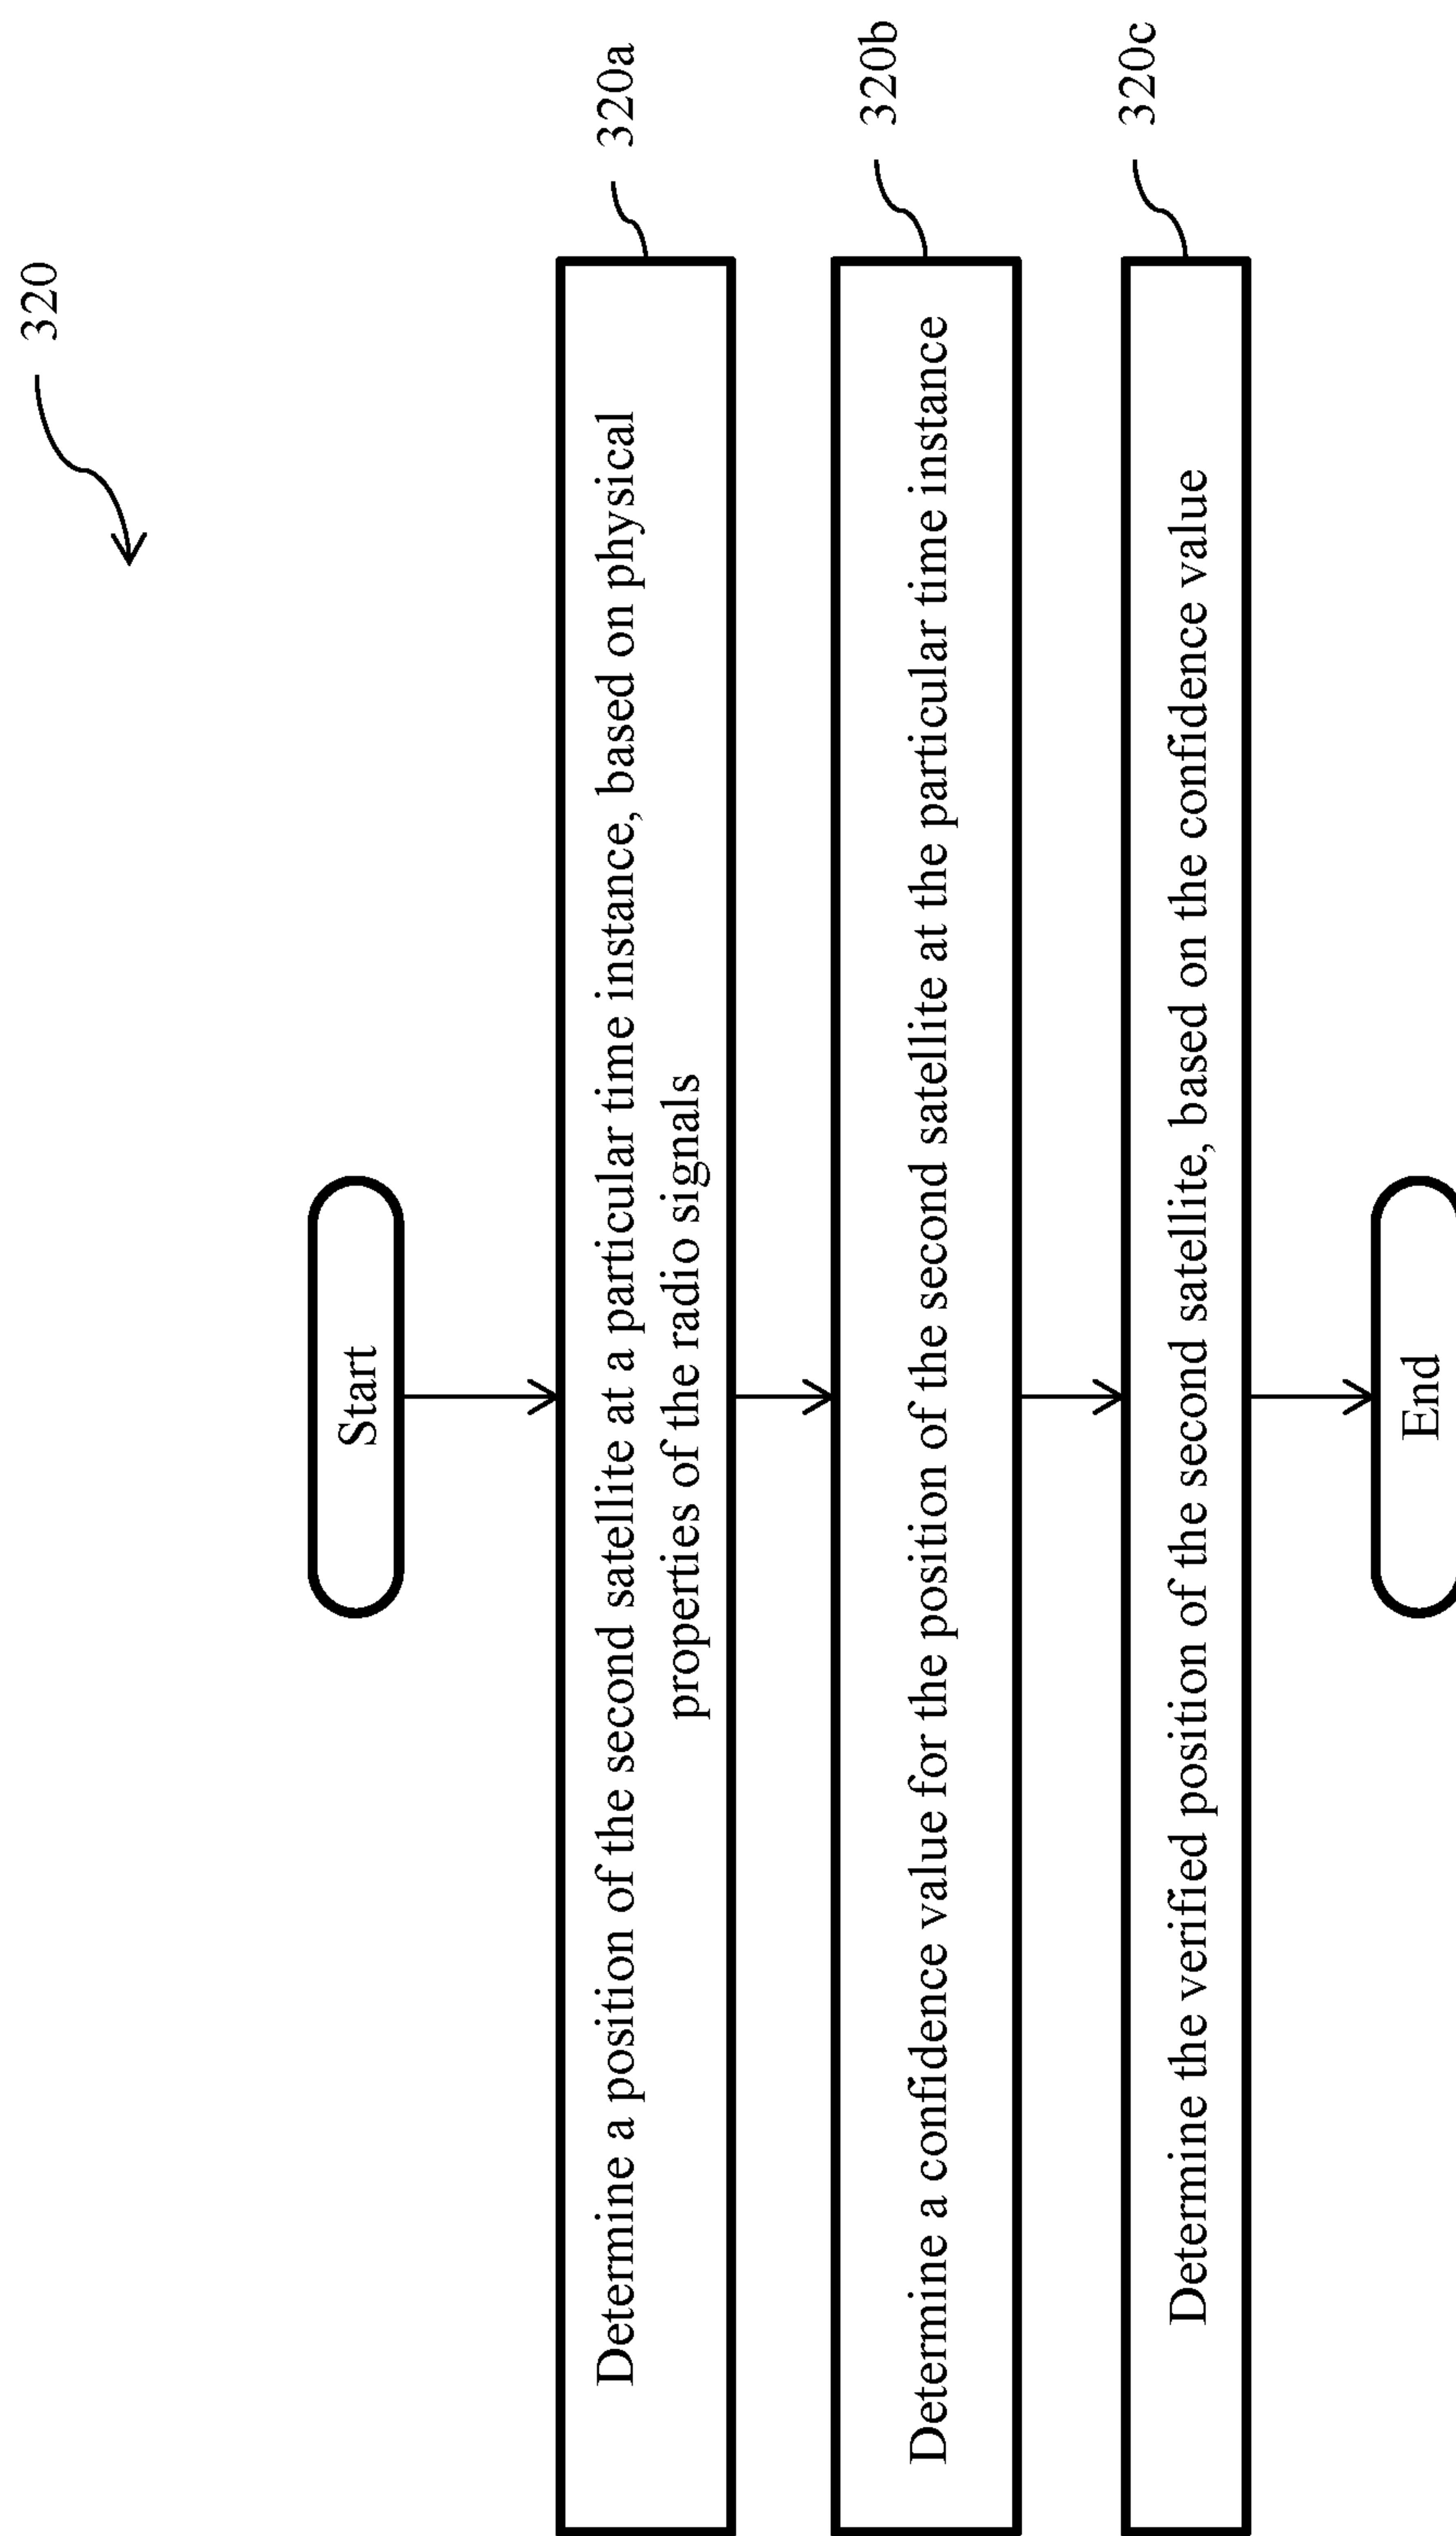 320
Start
Determine a position of the second satellite at a particular time instance, based on physical
properties of the radio signals
320a
Determine a confidence value for the position of the second satellite at the particular time instance
320b
Determine the verified position of the second satellite, based on the confidence value
320c
End